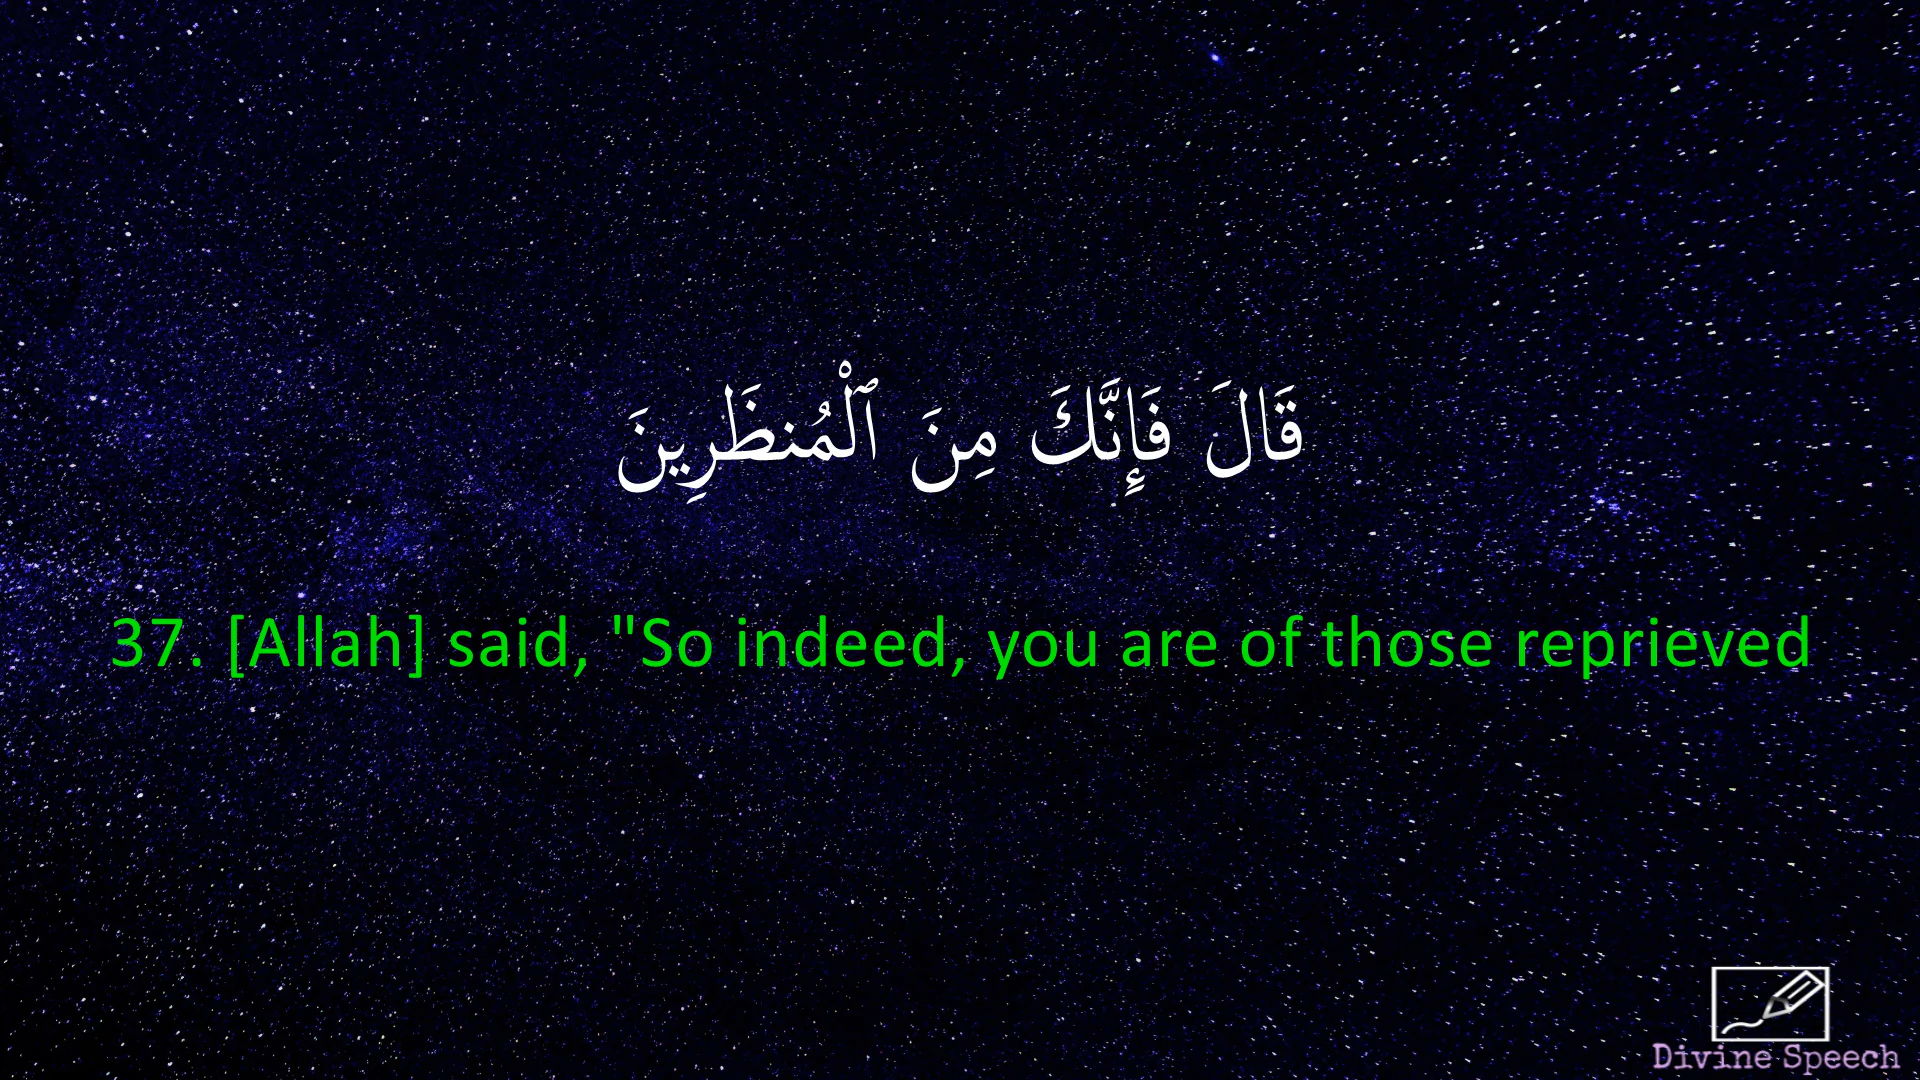 قَالَ فَإِنَّكَ مِنَ ٱلْمُنظَرِينَ
37. [Allah] said, "So indeed, you are of those reprieved
Divine Speech